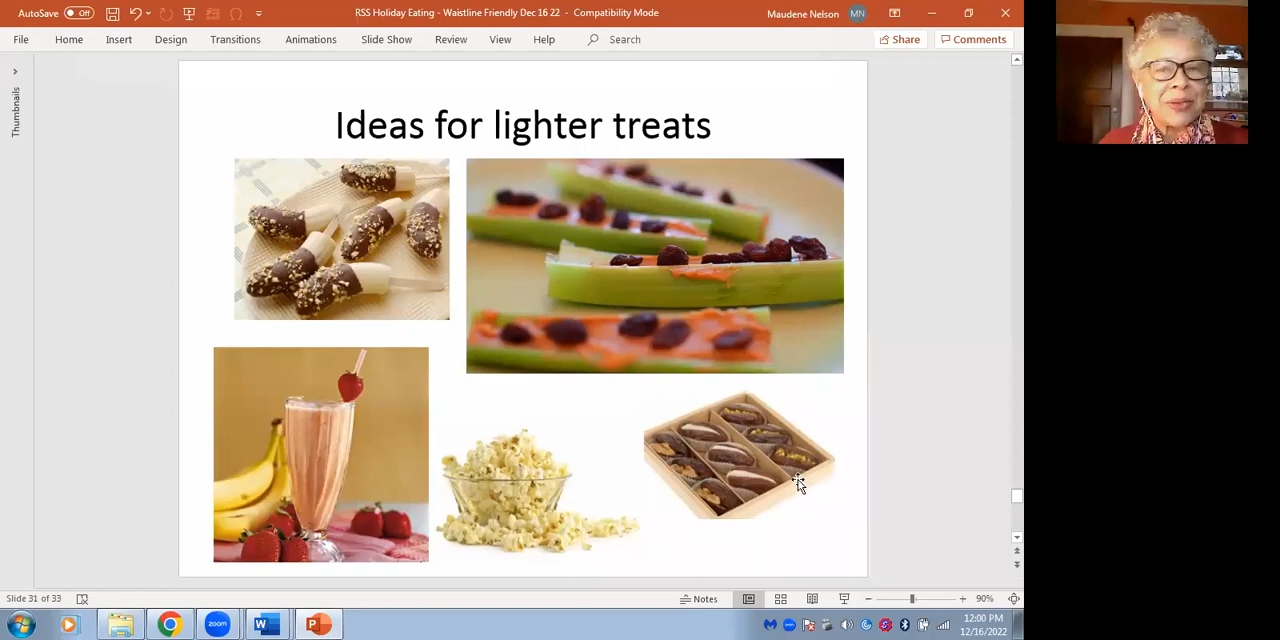 AutoSave Off RSS Holiday Eating - Waistline Friendly Dec 16 22 - Compatibility Mode Maudene Nelson MN
File Home Insert Design Transitions Animations Slide Show Review View Help Search Share Comments
Thumbnails
Ideas for lighter treats
Slide 31 of 33 Notes 90%
zoom W P 12:00 PM
12/16/2022